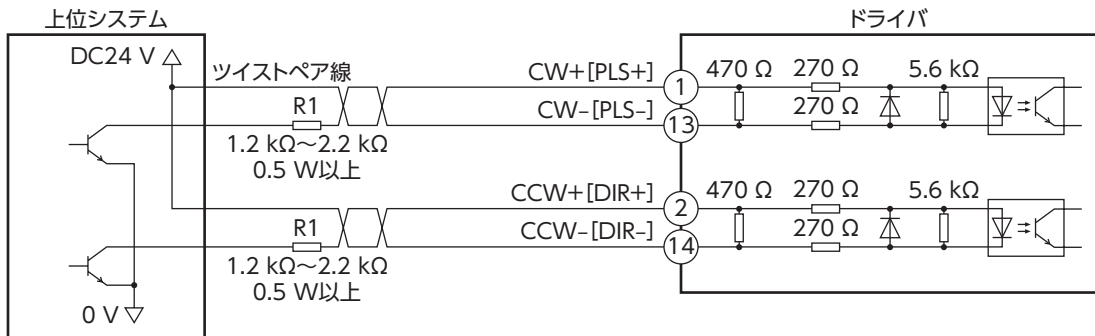 上位システム
ドライバ
DC24 V
ツイストペア線
CW+[PLS+]
1
470 Ω
270 Ω
5.6 kΩ
R1
CW-[PLS-]
13
270 Ω
1.2 kΩ～2.2 kΩ
0.5 W以上
CCW+[DIR+]
2
470 Ω
270 Ω
5.6 kΩ
R1
CCW-[DIR-]
14
270 Ω
1.2 kΩ～2.2 kΩ
0.5 W以上
0 V